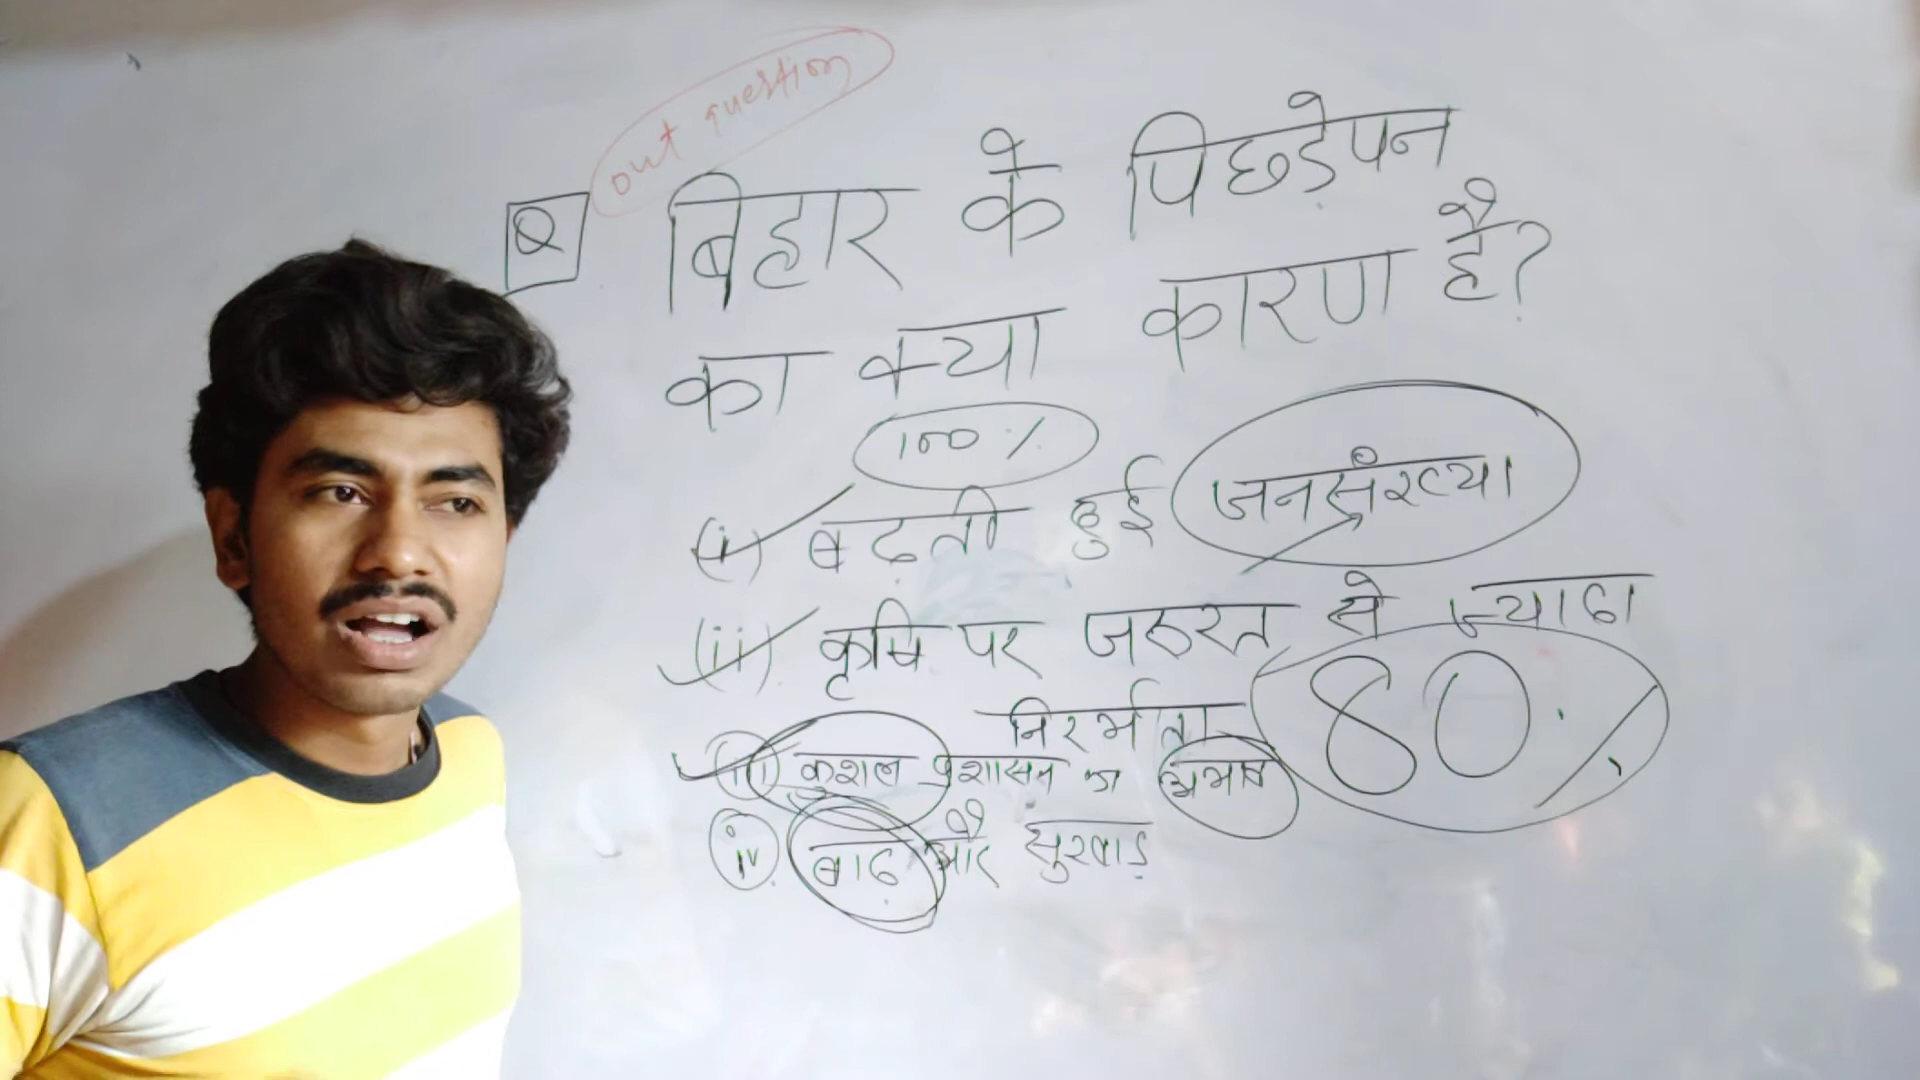 out question
Q बिहार के पिछड़ेपन
का क्या कारण है?
100%
(i) बढ़ती हुई जनसंख्या
(ii) कृषि पर जरुरत से ज्यादा
निर्भता 80%
(iii) कुशल प्रशासन का अभाव
iv बाढ़ और सुखाड़